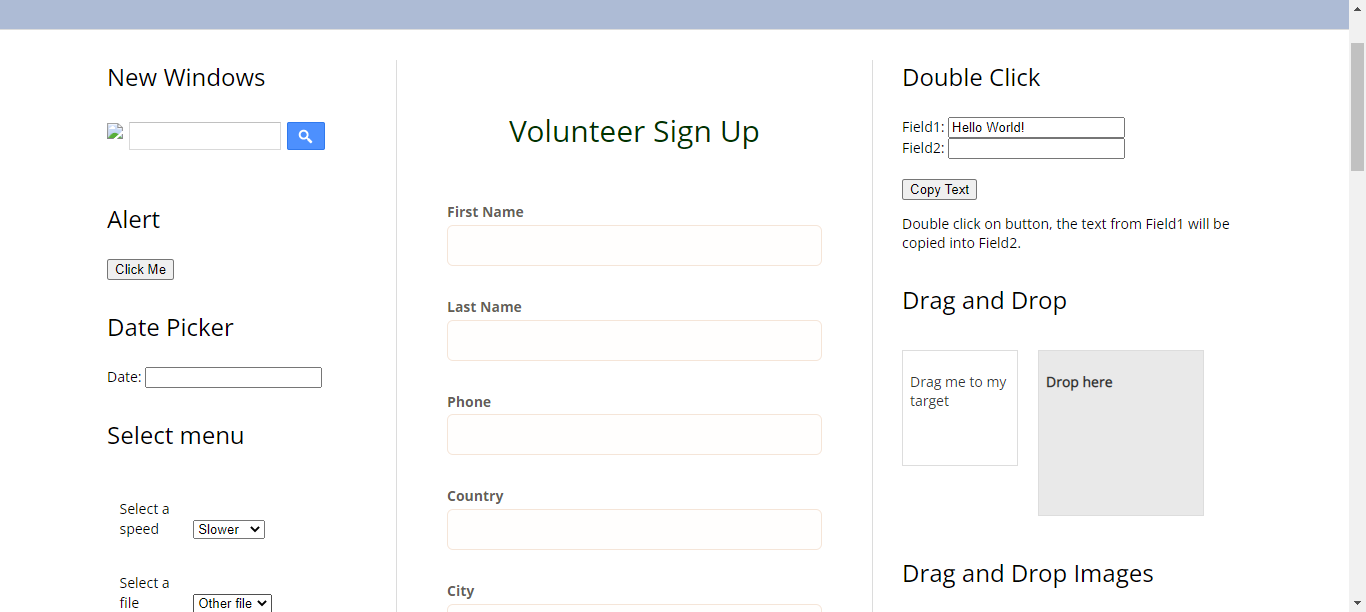 New Windows
Alert
Click Me
Date Picker
Date:
Select menu
Select a
speed
Slower
Select a
file
Other file
Volunteer Sign Up
First Name
Last Name
Phone
Country
City
Double Click
Field1: Hello World!
Field2:
Copy Text
Double click on button, the text from Field1 will be
copied into Field2.
Drag and Drop
Drag me to my
target
Drop here
Drag and Drop Images